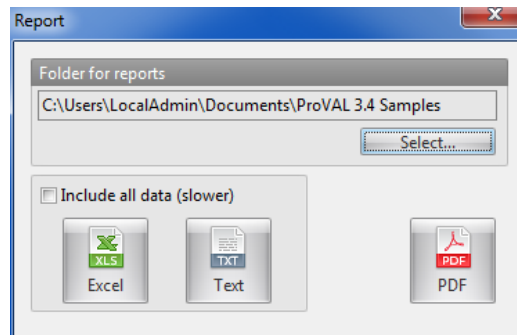 Report
Folder for reports
C:\Users\LocalAdmin\Documents\ProVAL 3.4 Samples
Select...
Include all data (slower)
XLS
Excel
TXT
Text
PDF
PDF